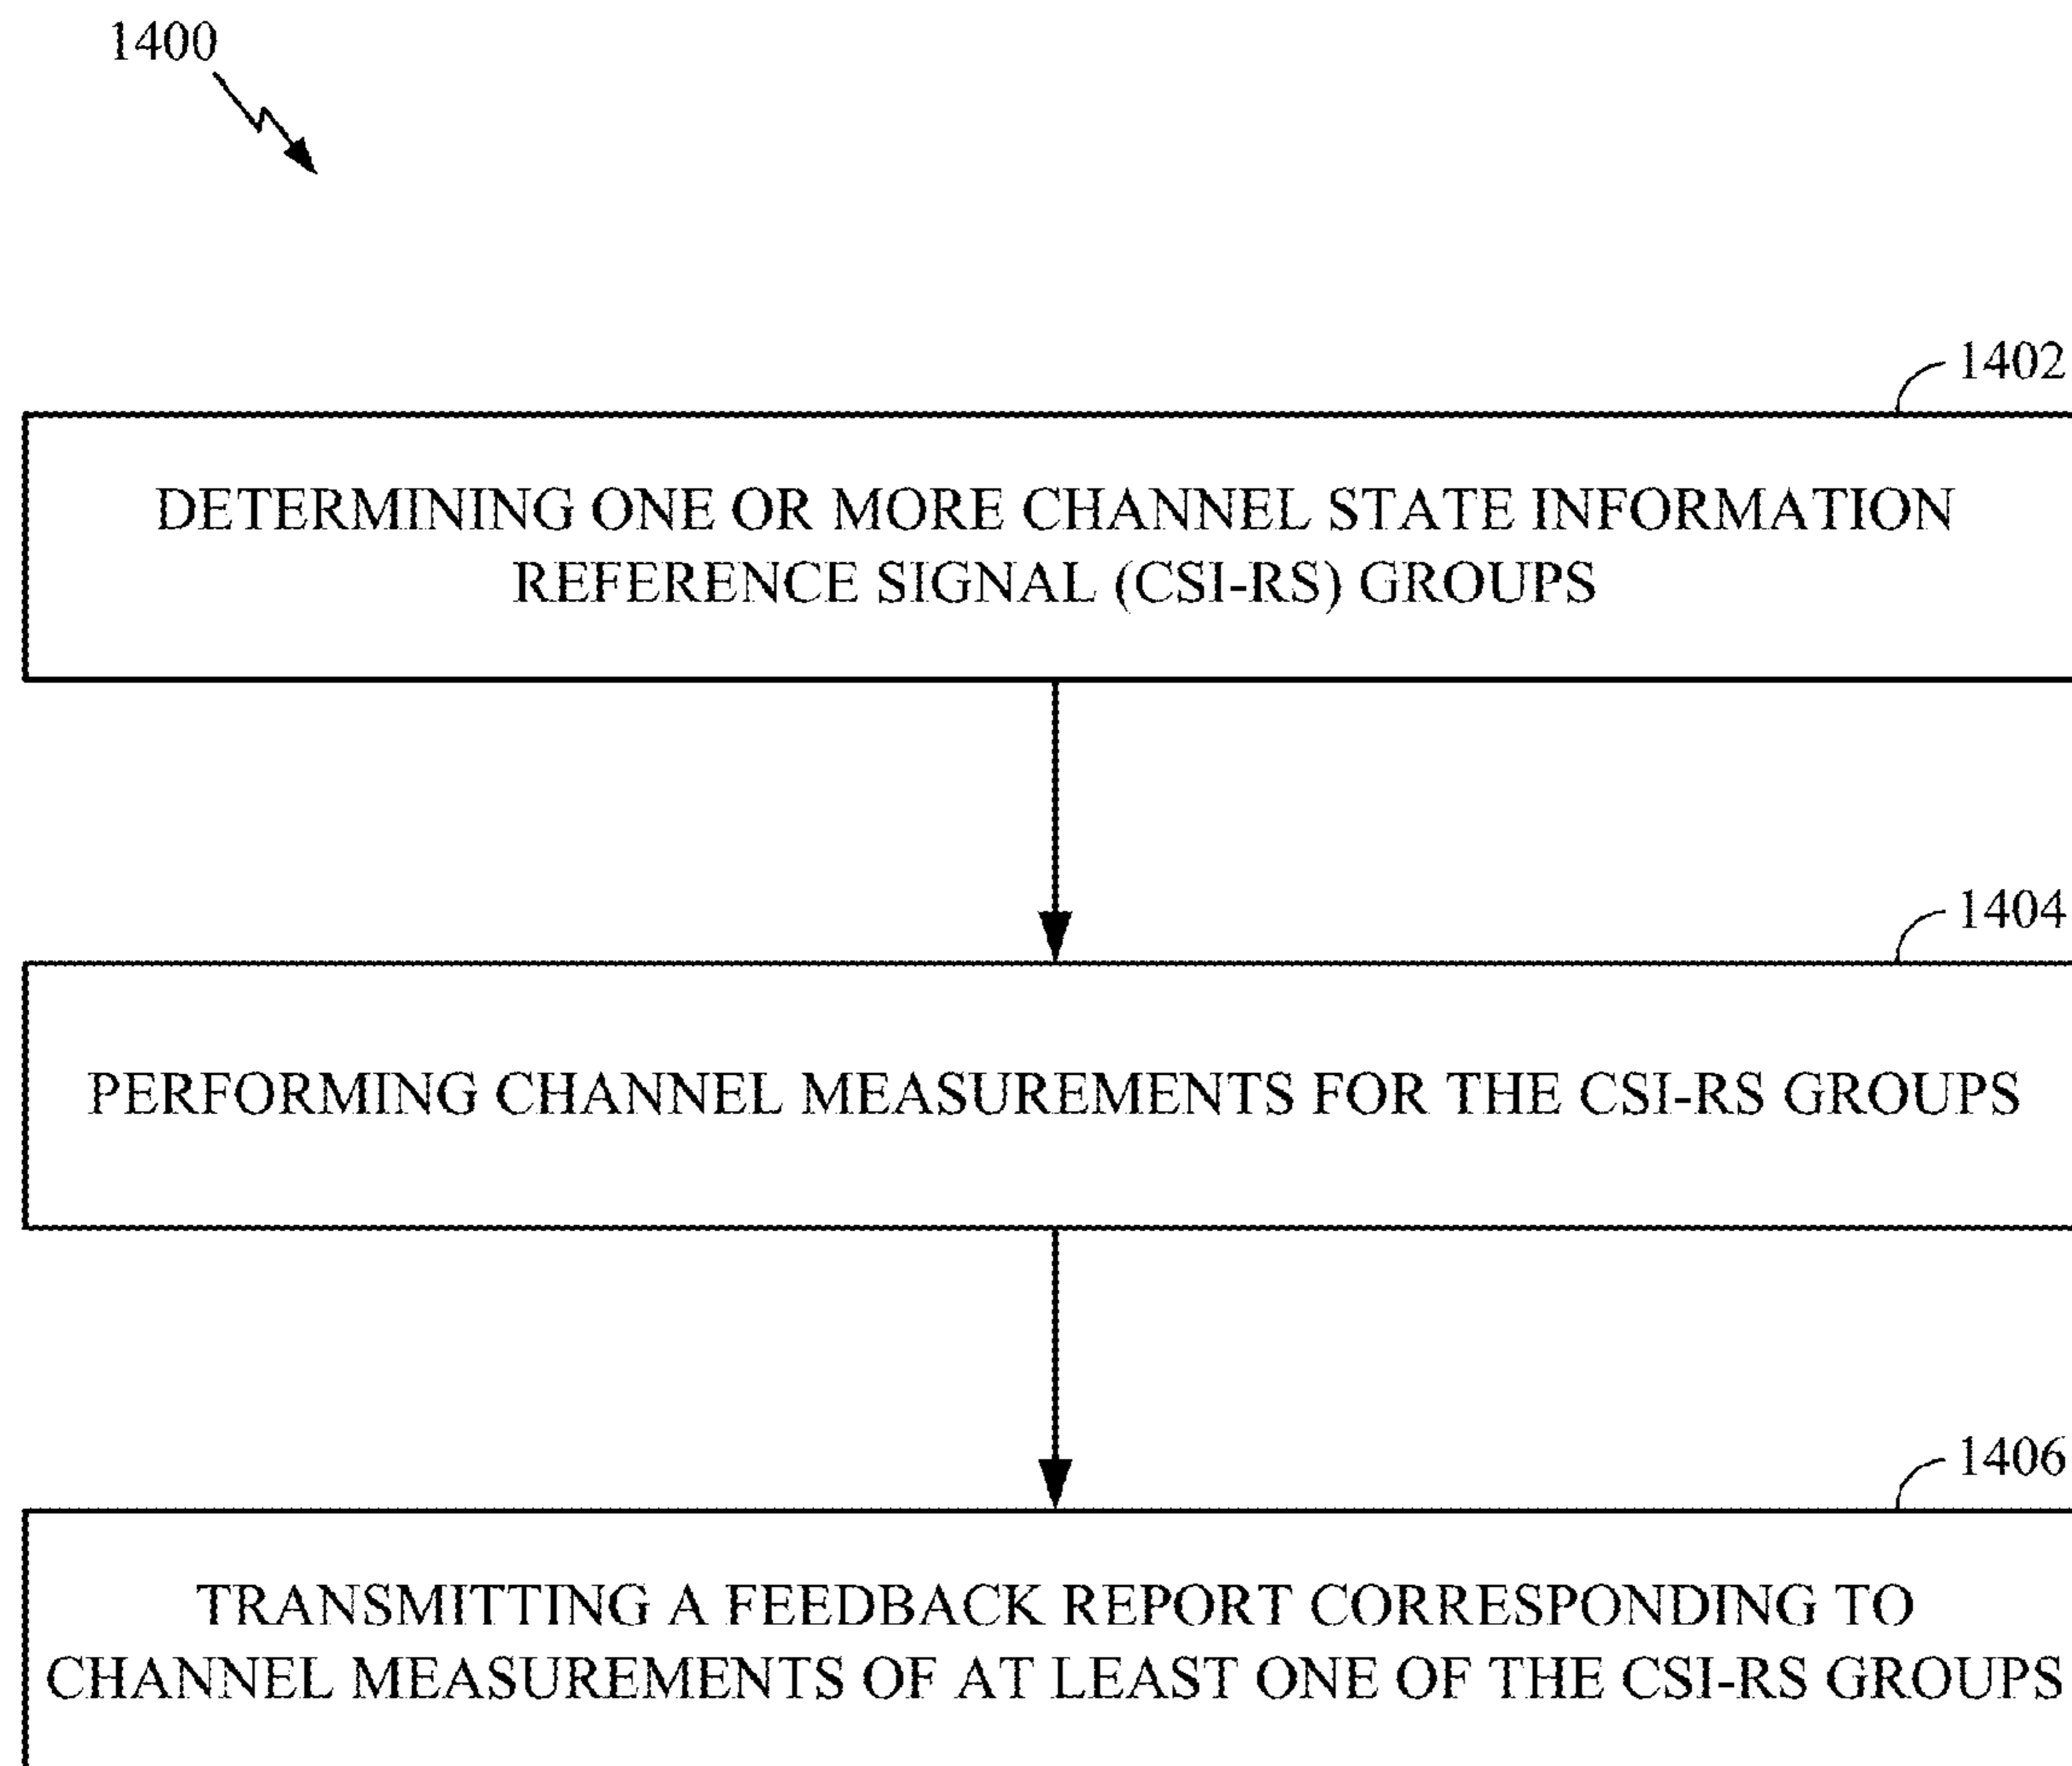 1400
1402
DETERMINING ONE OR MORE CHANNEL STATE INFORMATION
REFERENCE SIGNAL (CSI-RS) GROUPS
1404
PERFORMING CHANNEL MEASUREMENTS FOR THE CSI-RS GROUPS
1406
TRANSMITTING A FEEDBACK REPORT CORRESPONDING TO
CHANNEL MEASUREMENTS OF AT LEAST ONE OF THE CSI-RS GROUPS